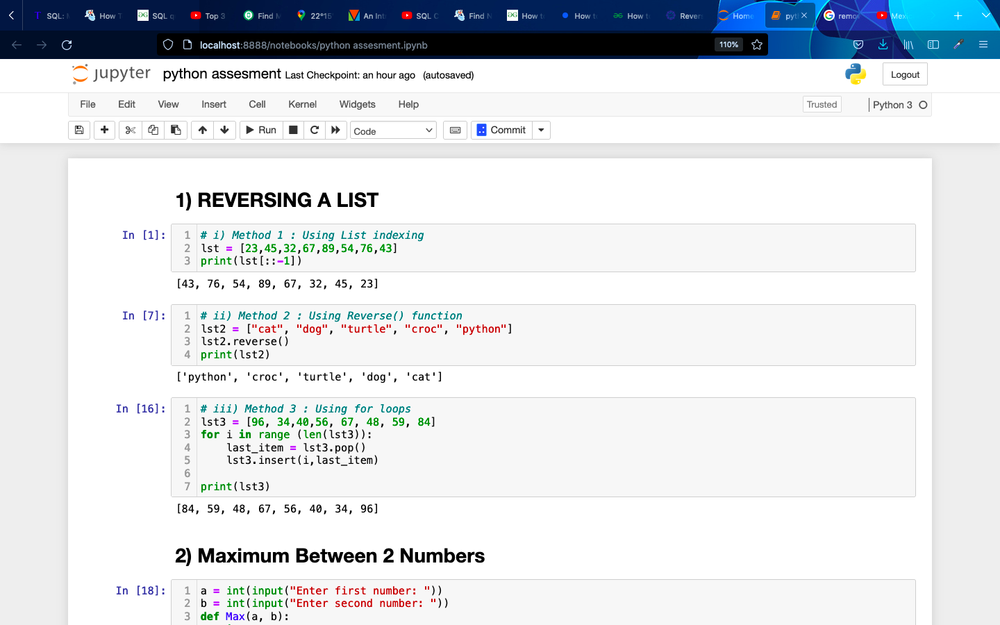 SQL:
How T
SQL q
Top 3
Find
22°15'
An Int
SQL C
Find
How t
How t
How t
Rever
Home
pyt
remo
Mexi
localhost:8888/notebooks/python assesment.ipynb
110%
jupyter python assesment Last Checkpoint: an hour ago (autosaved)
Logout
File Edit View Insert Cell Kernel Widgets Help
Trusted
Python 3
Run
Code
Commit
1) REVERSING A LIST
In [1]:
1 # i) Method 1 : Using List indexing
2 lst = [23,45,32,67,89,54,76,43]
3 print(lst[::-1])
[43, 76, 54, 89, 67, 32, 45, 23]
In [7]:
1 # ii) Method 2 : Using Reverse() function
2 lst2 = ["cat", "dog", "turtle", "croc", "python"]
3 lst2.reverse()
4 print(lst2)
['python', 'croc', 'turtle', 'dog', 'cat']
In [16]:
1 # iii) Method 3 : Using for loops
2 lst3 = [96, 34,40,56, 67, 48, 59, 84]
3 for i in range (len(lst3)):
4     last_item = lst3.pop()
5     lst3.insert(i,last_item)
6
7 print(lst3)
[84, 59, 48, 67, 56, 40, 34, 96]
2) Maximum Between 2 Numbers
In [18]:
1 a = int(input("Enter first number: "))
2 b = int(input("Enter second number: "))
3 def Max(a, b):